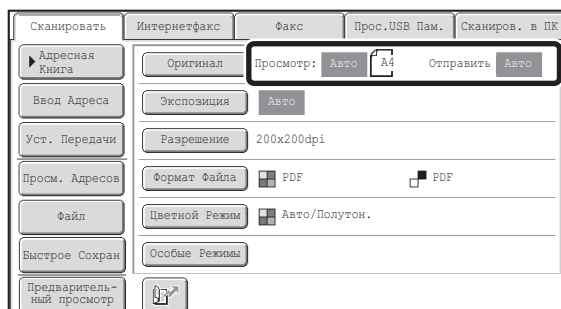 Сканировать Интернетфакс Факс Прос.USB Пам. Сканиров. в ПК
Адресная
Книга
Оригинал Просмотр: Авто A4 Отправить Авто
Ввод Адреса Экспозиция Авто
Уст. Передачи Разрешение 200x200dpi
Просм. Адресов Формат Файла PDF PDF
Файл Цветной Режим Авто/Полутон.
Быстрое Сохран Особые Режимы
Предваритель-
ный просмотр